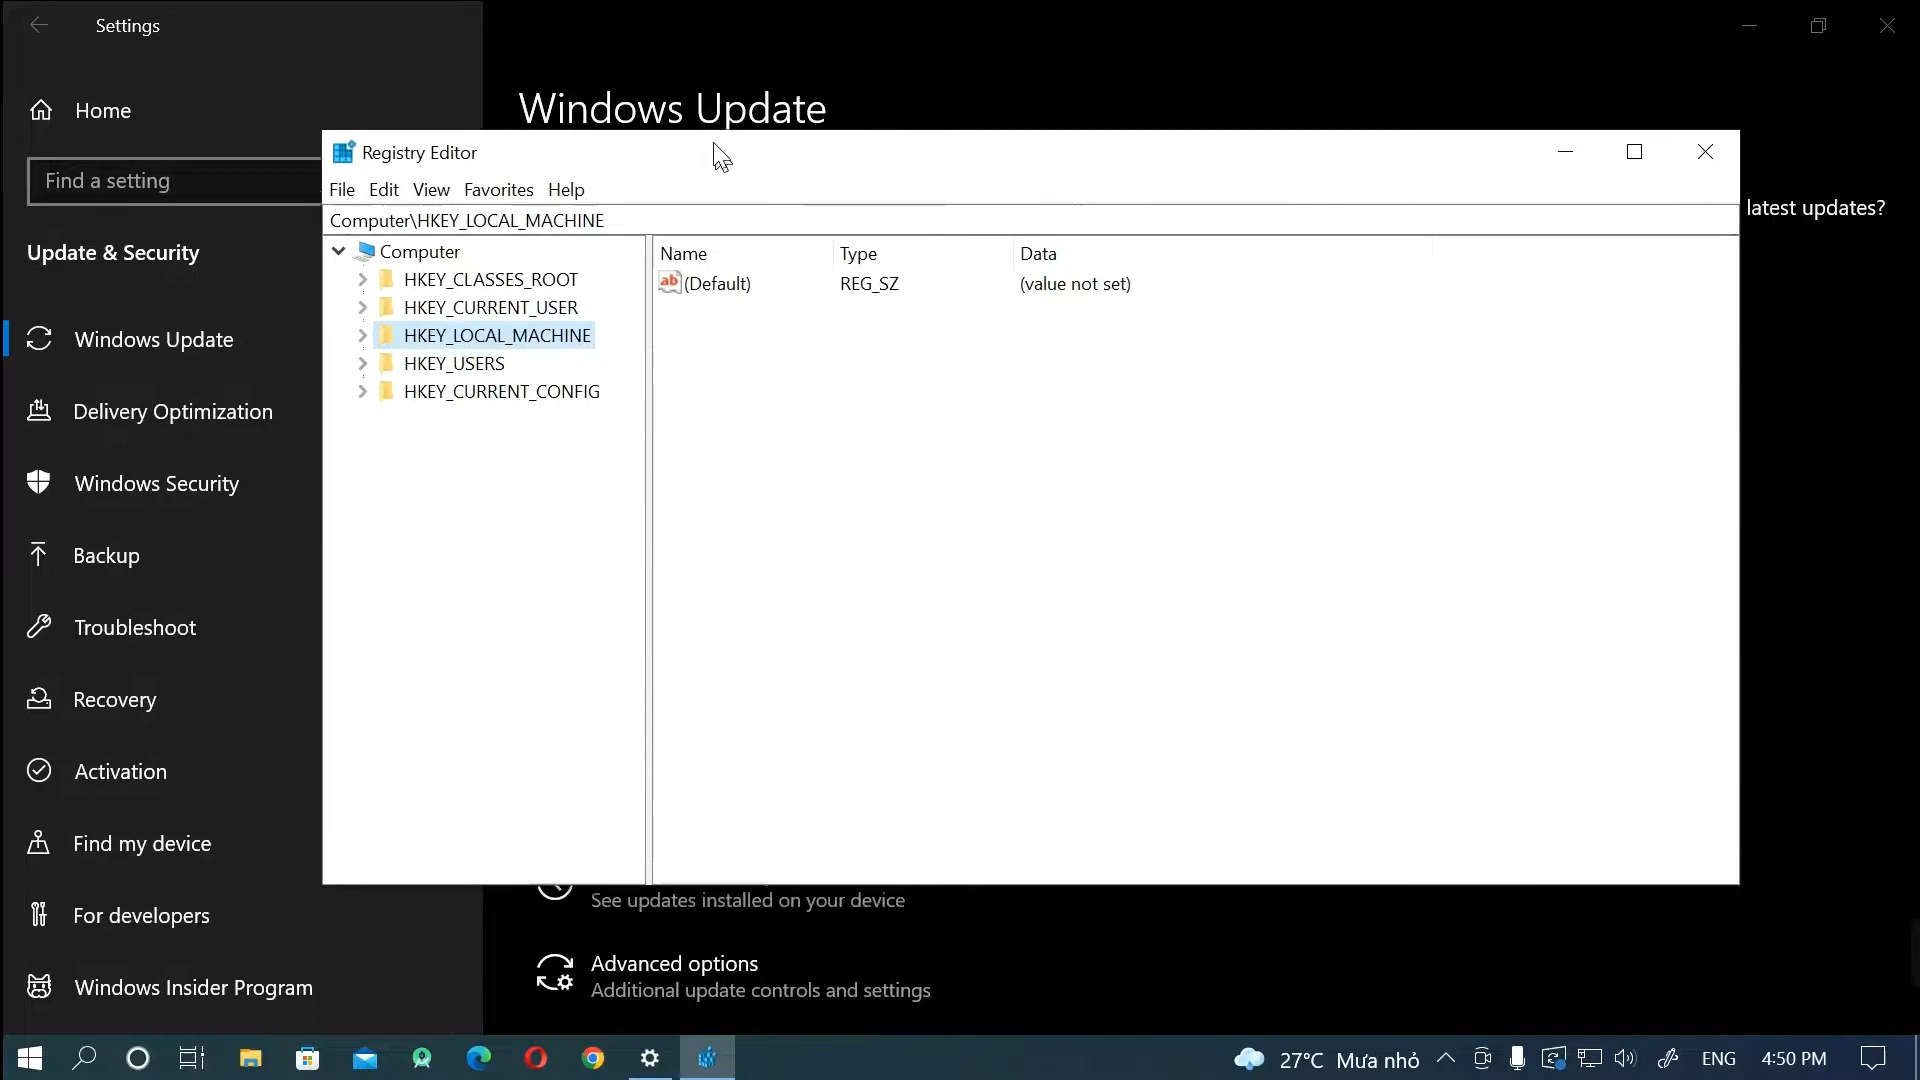 Settings
Home
Find a setting
Update & Security
Windows Update
Delivery Optimization
Windows Security
Backup
Troubleshoot
Recovery
Activation
Find my device
For developers
Windows Insider Program
Windows Update
latest updates?
Registry Editor
File Edit View Favorites Help
Computer\HKEY_LOCAL_MACHINE
Computer
HKEY_CLASSES_ROOT
HKEY_CURRENT_USER
HKEY_LOCAL_MACHINE
HKEY_USERS
HKEY_CURRENT_CONFIG
Name Type Data
ab (Default) REG_SZ (value not set)
See updates installed on your device
Advanced options
Additional update controls and settings
27°C Mưa nhỏ ENG 4:50 PM